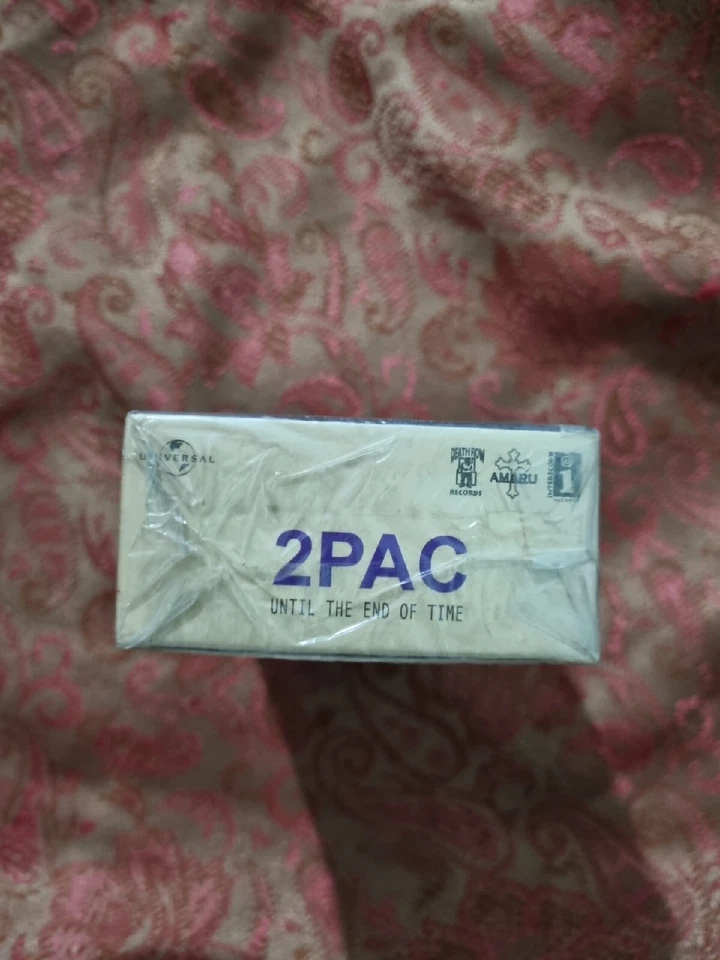 UNIVERSAL
DEATH ROW
RECORDS
AMARU
INTERSCOPE
2PAC
UNTIL THE END OF TIME